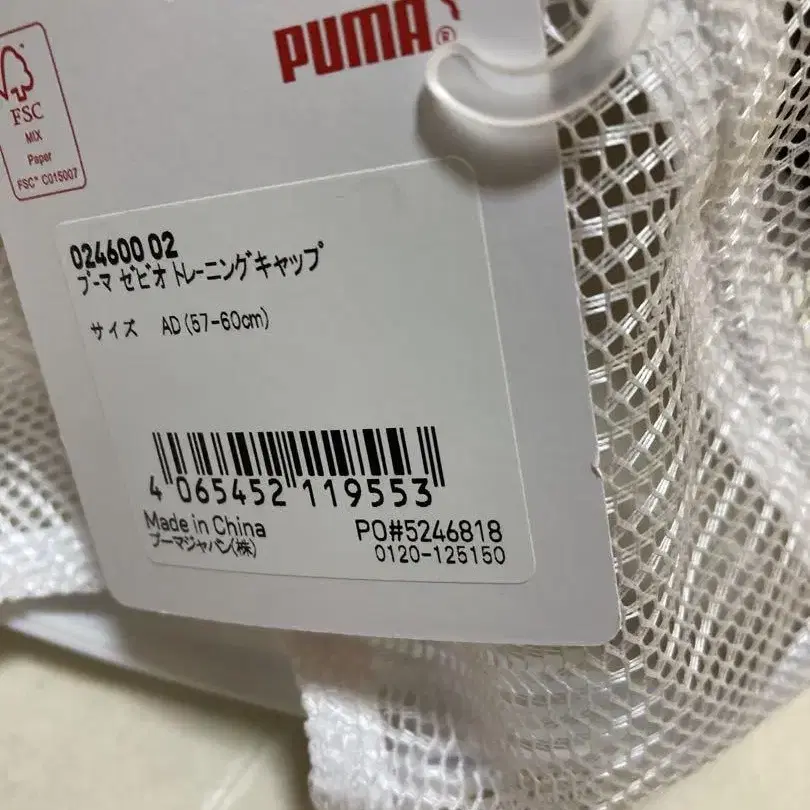 PUMA®
FSC
MIX
Paper
FSC™ C015007
024600 02
プーマ ゼビオ トレーニングキャップ
サイズ AD(57-60cm)
4 065452 119553
Made in China
プーマジャパン(株)
PO#5246818
0120-125150